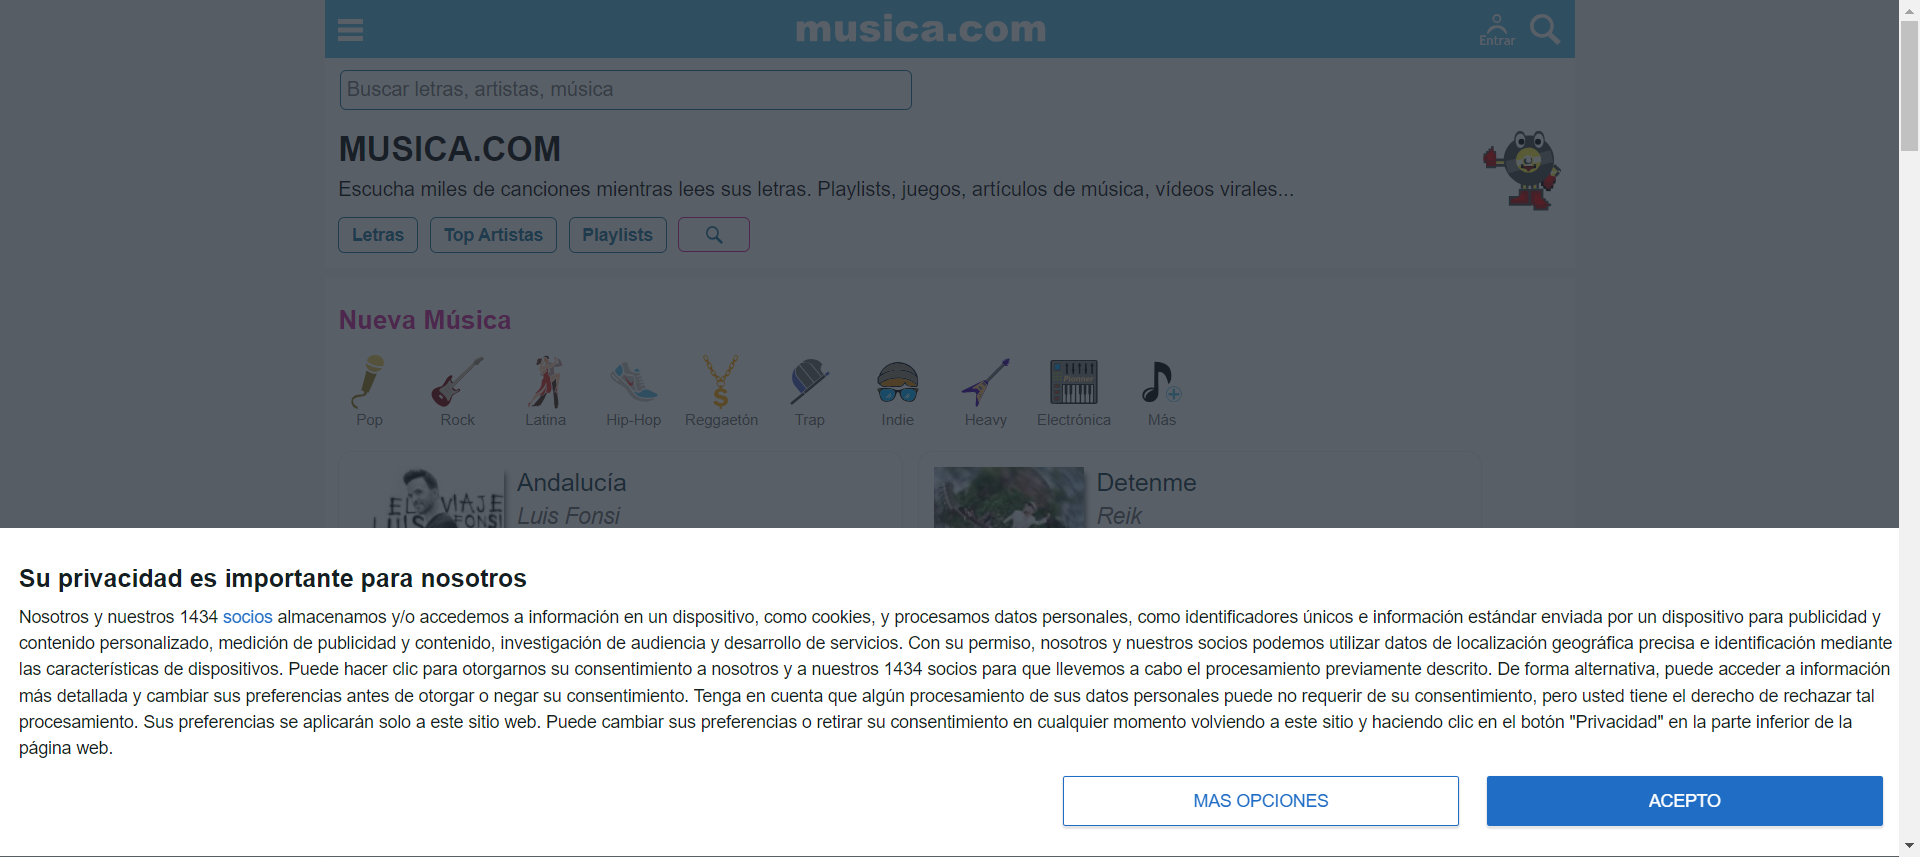 musica.com
Entrar
Buscar letras, artistas, música
MUSICA.COM
Escucha miles de canciones mientras lees sus letras. Playlists, juegos, artículos de música, vídeos virales...
Letras Top Artistas Playlists
Nueva Música
Pop Rock Latina Hip-Hop Reggaetón Trap Indie Heavy Electrónica Más
EL VIAJE
LUIS FONSI
Andalucía
Luis Fonsi
Detenme
Reik
Su privacidad es importante para nosotros
Nosotros y nuestros 1434 socios almacenamos y/o accedemos a información en un dispositivo, como cookies, y procesamos datos personales, como identificadores únicos e información estándar enviada por un dispositivo para publicidad y
contenido personalizado, medición de publicidad y contenido, investigación de audiencia y desarrollo de servicios. Con su permiso, nosotros y nuestros socios podemos utilizar datos de localización geográfica precisa e identificación mediante
las características de dispositivos. Puede hacer clic para otorgarnos su consentimiento a nosotros y a nuestros 1434 socios para que llevemos a cabo el procesamiento previamente descrito. De forma alternativa, puede acceder a información
más detallada y cambiar sus preferencias antes de otorgar o negar su consentimiento. Tenga en cuenta que algún procesamiento de sus datos personales puede no requerir de su consentimiento, pero usted tiene el derecho de rechazar tal
procesamiento. Sus preferencias se aplicarán solo a este sitio web. Puede cambiar sus preferencias o retirar su consentimiento en cualquier momento volviendo a este sitio y haciendo clic en el botón "Privacidad" en la parte inferior de la
página web.
MAS OPCIONES ACEPTO